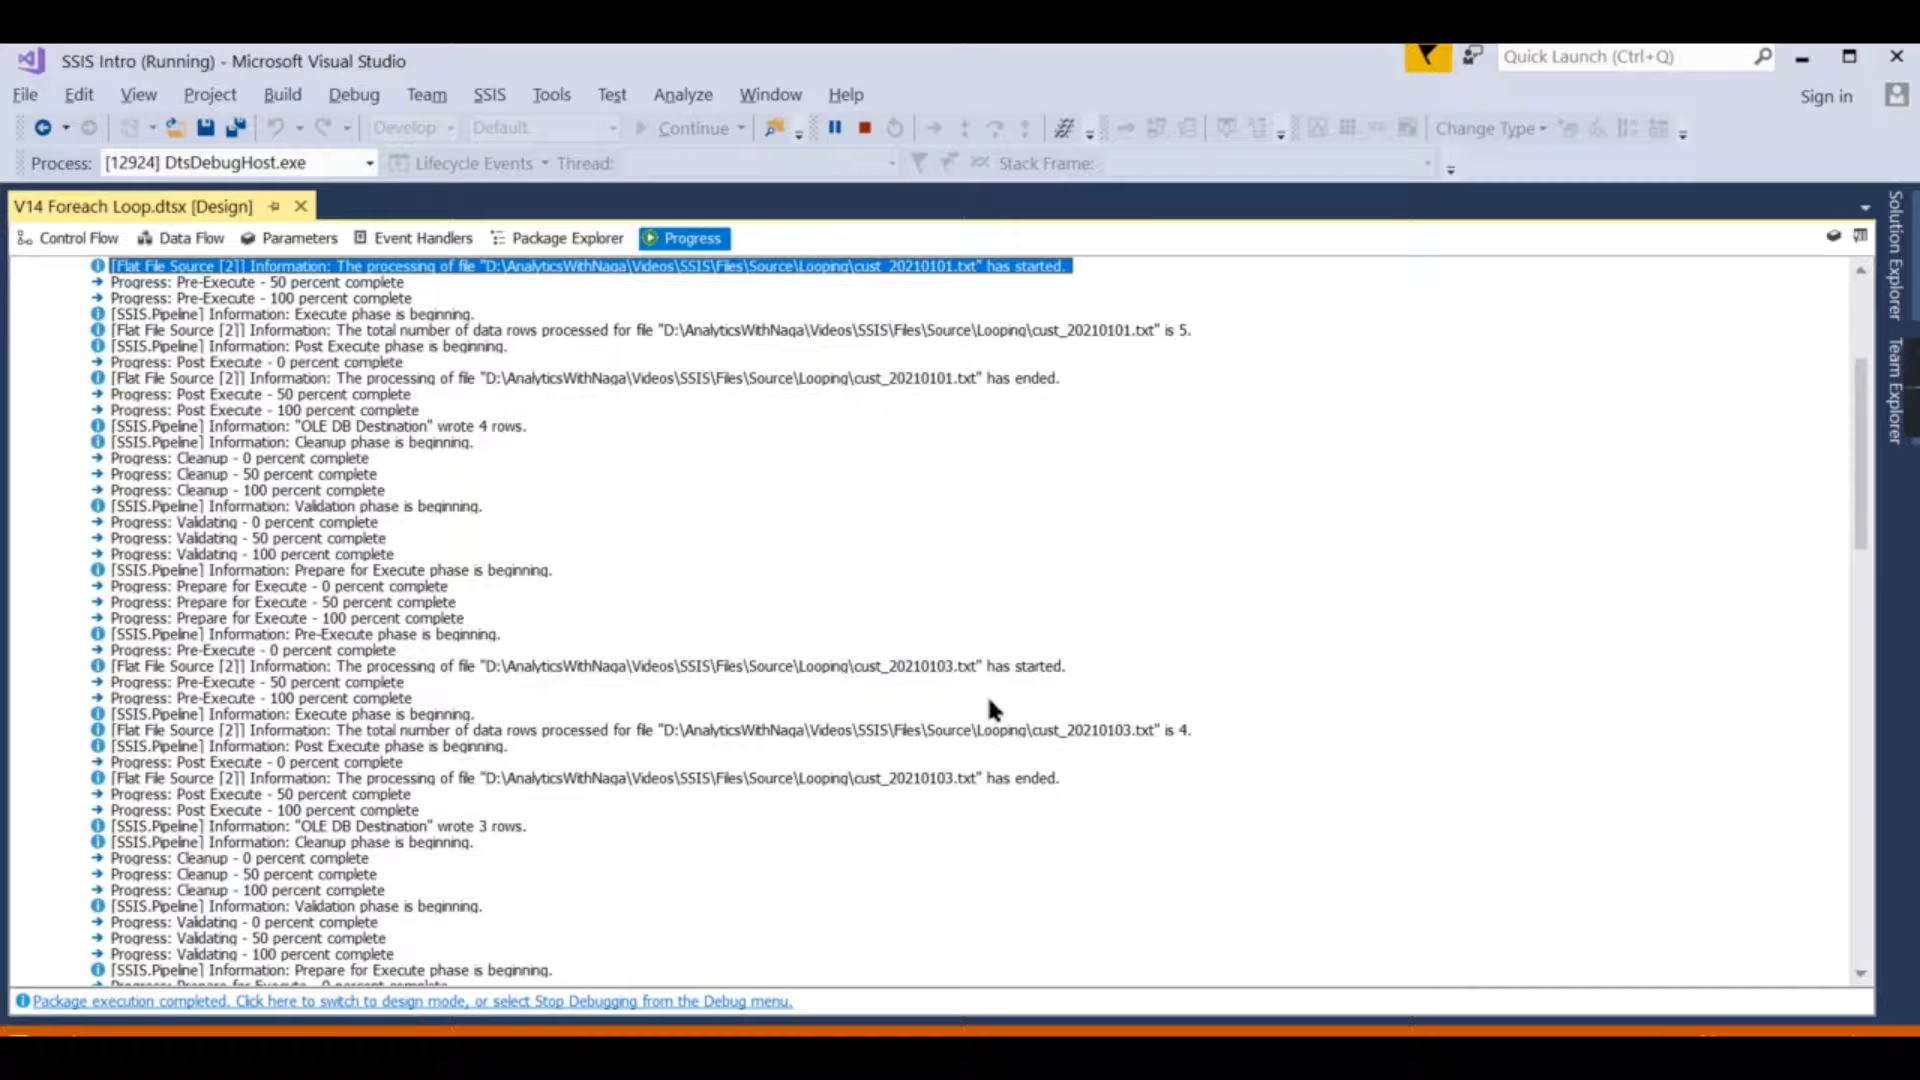 SSIS Intro (Running) - Microsoft Visual Studio
Quick Launch (Ctrl+Q)
File Edit View Project Build Debug Team SSIS Tools Test Analyze Window Help
Sign in
Develop Default Continue Change Type
Process: [12924] DtsDebugHost.exe Lifecycle Events Thread: Stack Frame:
V14 Foreach Loop.dtsx [Design]
Control Flow Data Flow Parameters Event Handlers Package Explorer Progress
[Flat File Source [2]] Information: The processing of file "D:\AnalyticsWithNaga\Videos\SSIS\Files\Source\Looping\cust_20210101.txt" has started.
Progress: Pre-Execute - 50 percent complete
Progress: Pre-Execute - 100 percent complete
[SSIS.Pipeline] Information: Execute phase is beginning.
[Flat File Source [2]] Information: The total number of data rows processed for file "D:\AnalyticsWithNaga\Videos\SSIS\Files\Source\Looping\cust_20210101.txt" is 5.
[SSIS.Pipeline] Information: Post Execute phase is beginning.
Progress: Post Execute - 0 percent complete
[Flat File Source [2]] Information: The processing of file "D:\AnalyticsWithNaga\Videos\SSIS\Files\Source\Looping\cust_20210101.txt" has ended.
Progress: Post Execute - 50 percent complete
Progress: Post Execute - 100 percent complete
[SSIS.Pipeline] Information: "OLE DB Destination" wrote 4 rows.
[SSIS.Pipeline] Information: Cleanup phase is beginning.
Progress: Cleanup - 0 percent complete
Progress: Cleanup - 50 percent complete
Progress: Cleanup - 100 percent complete
[SSIS.Pipeline] Information: Validation phase is beginning.
Progress: Validating - 0 percent complete
Progress: Validating - 50 percent complete
Progress: Validating - 100 percent complete
[SSIS.Pipeline] Information: Prepare for Execute phase is beginning.
Progress: Prepare for Execute - 0 percent complete
Progress: Prepare for Execute - 50 percent complete
Progress: Prepare for Execute - 100 percent complete
[SSIS.Pipeline] Information: Pre-Execute phase is beginning.
Progress: Pre-Execute - 0 percent complete
[Flat File Source [2]] Information: The processing of file "D:\AnalyticsWithNaga\Videos\SSIS\Files\Source\Looping\cust_20210103.txt" has started.
Progress: Pre-Execute - 50 percent complete
Progress: Pre-Execute - 100 percent complete
[SSIS.Pipeline] Information: Execute phase is beginning.
[Flat File Source [2]] Information: The total number of data rows processed for file "D:\AnalyticsWithNaga\Videos\SSIS\Files\Source\Looping\cust_20210103.txt" is 4.
[SSIS.Pipeline] Information: Post Execute phase is beginning.
Progress: Post Execute - 0 percent complete
[Flat File Source [2]] Information: The processing of file "D:\AnalyticsWithNaga\Videos\SSIS\Files\Source\Looping\cust_20210103.txt" has ended.
Progress: Post Execute - 50 percent complete
Progress: Post Execute - 100 percent complete
[SSIS.Pipeline] Information: "OLE DB Destination" wrote 3 rows.
[SSIS.Pipeline] Information: Cleanup phase is beginning.
Progress: Cleanup - 0 percent complete
Progress: Cleanup - 50 percent complete
Progress: Cleanup - 100 percent complete
[SSIS.Pipeline] Information: Validation phase is beginning.
Progress: Validating - 0 percent complete
Progress: Validating - 50 percent complete
Progress: Validating - 100 percent complete
[SSIS.Pipeline] Information: Prepare for Execute phase is beginning.
Progress: Prepare for Execute - 0 percent complete
Package execution completed. Click here to switch to design mode, or select Stop Debugging from the Debug menu.
Solution Explorer
Team Explorer